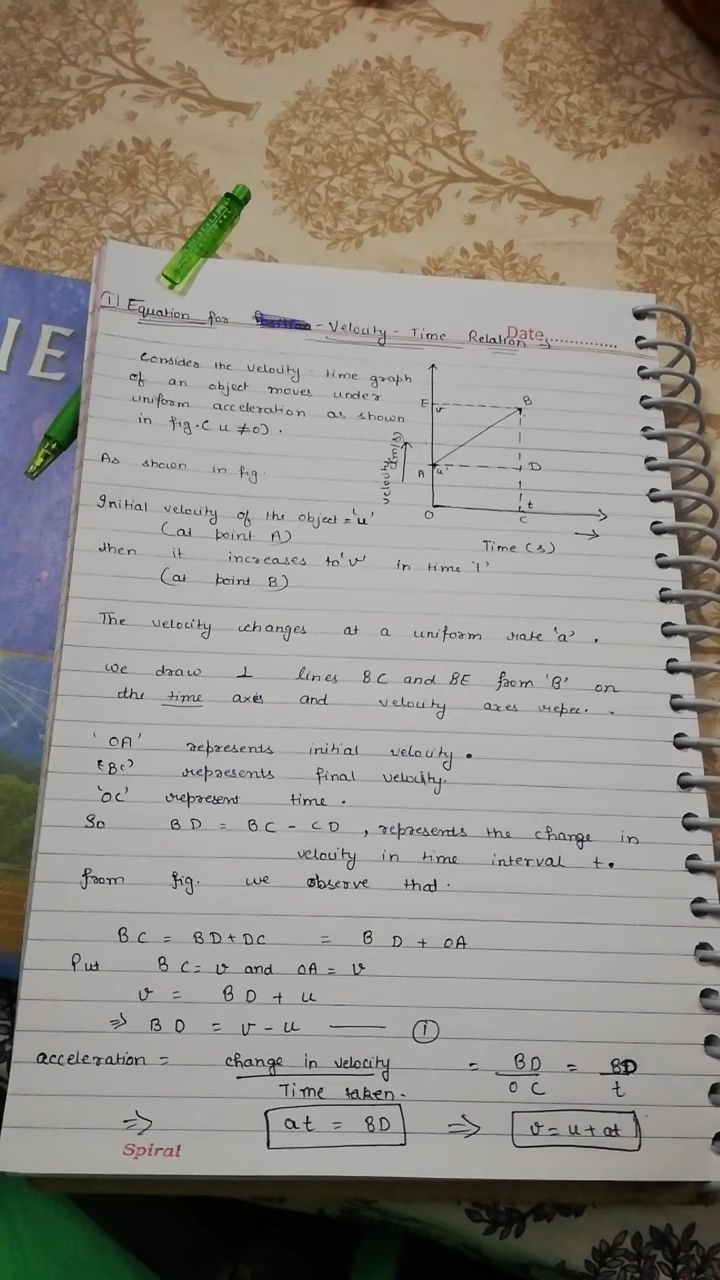 IE
① Equation for - Velocity - Time Relation
Date...............
Consider the velocity - time graph
of an object moves under
uniform acceleration as shown
in fig. ( u ≠ 0 ).
E
v
B
velocity (m/s)
A
u
D
O
t
C
Time (s)
As shown in fig.
Initial velocity of the object = 'u'
(at point A)
then it increases to 'v' in time 't'
(at point B)
The velocity changes at a uniform rate 'a'.
We draw ⊥ lines BC and BE from 'B' on
the time axis and velocity axes repec.
'OA' represents initial velocity.
'BC' represents final velocity.
'OC' represent time.
So BD = BC - CD , represents the change in
velocity in time interval t.
from fig. we observe that.
BC = BD + DC = BD + OA
Put BC = v and OA = v
v = BD + u
⇒ BD = v - u —— ①
acceleration = change in velocity / Time taken. = BD / OC = BD / t
⇒ at = BD ⇒ v = u + at
Spiral